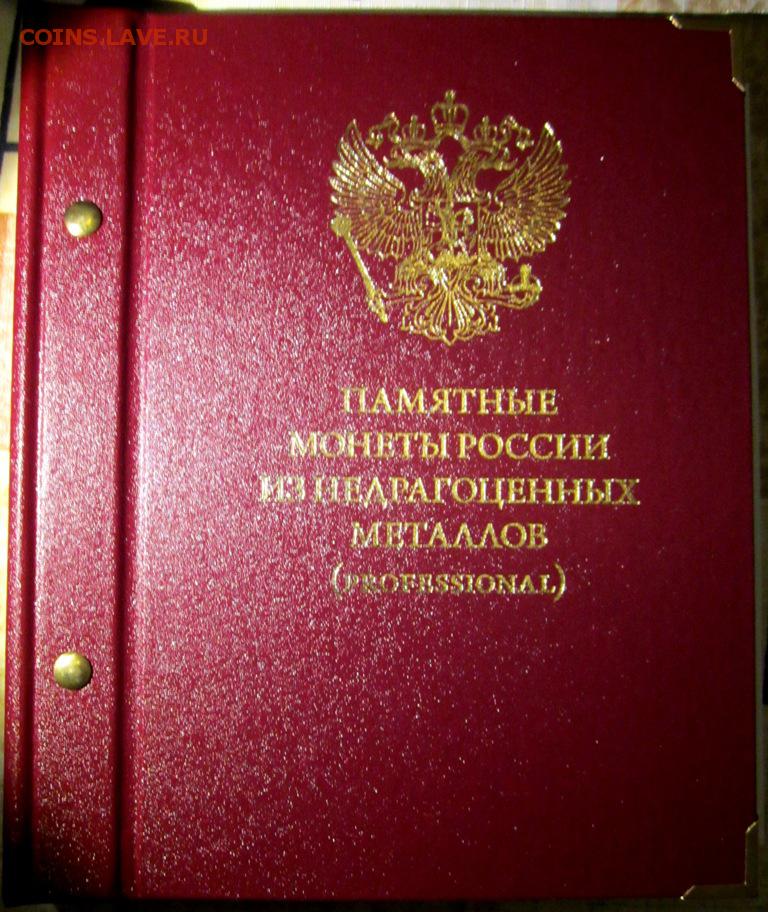 COINS.LAVE.RU
ПАМЯТНЫЕ
МОНЕТЫ РОССИИ
ИЗ НЕДРАГОЦЕННЫХ
МЕТАЛЛОВ
(PROFESSIONAL)